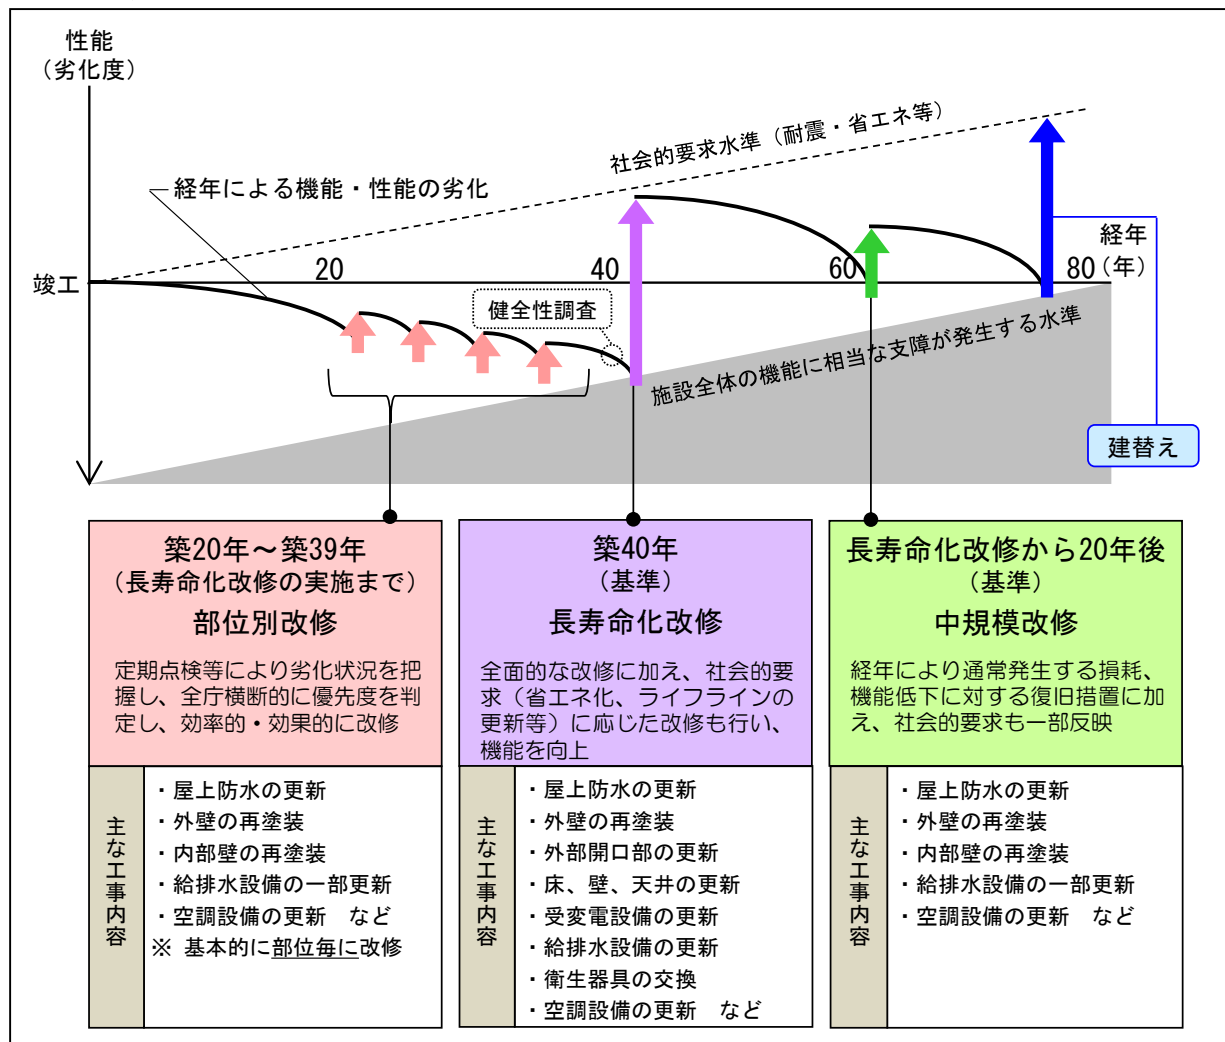 性能
（劣化度）
社会的要求水準（耐震・省エネ等）
経年による機能・性能の劣化
竣工
20
40
60
80
経年
（年）
健全性調査
施設全体の機能に相当な支障が発生する水準
建替え
築20年～築39年
（長寿命化改修の実施まで）
部位別改修
定期点検等により劣化状況を把
握し、全庁横断的に優先度を判
定し、効率的・効果的に改修
主な工事内容
・屋上防水の更新
・外壁の再塗装
・内部壁の再塗装
・給排水設備の一部更新
・空調設備の更新　など
※ 基本的に部位毎に改修
築40年
（基準）
長寿命化改修
全面的な改修に加え、社会的要
求（省エネ化、ライフラインの
更新等）に応じた改修も行い、
機能を向上
主な工事内容
・屋上防水の更新
・外壁の再塗装
・外部開口部の更新
・床、壁、天井の更新
・受変電設備の更新
・給排水設備の更新
・衛生器具の交換
・空調設備の更新　など
長寿命化改修から20年後
（基準）
中規模改修
経年により通常発生する損耗、
機能低下に対する復旧措置に加
え、社会的要求も一部反映
主な工事内容
・屋上防水の更新
・外壁の再塗装
・内部壁の再塗装
・給排水設備の一部更新
・空調設備の更新　など